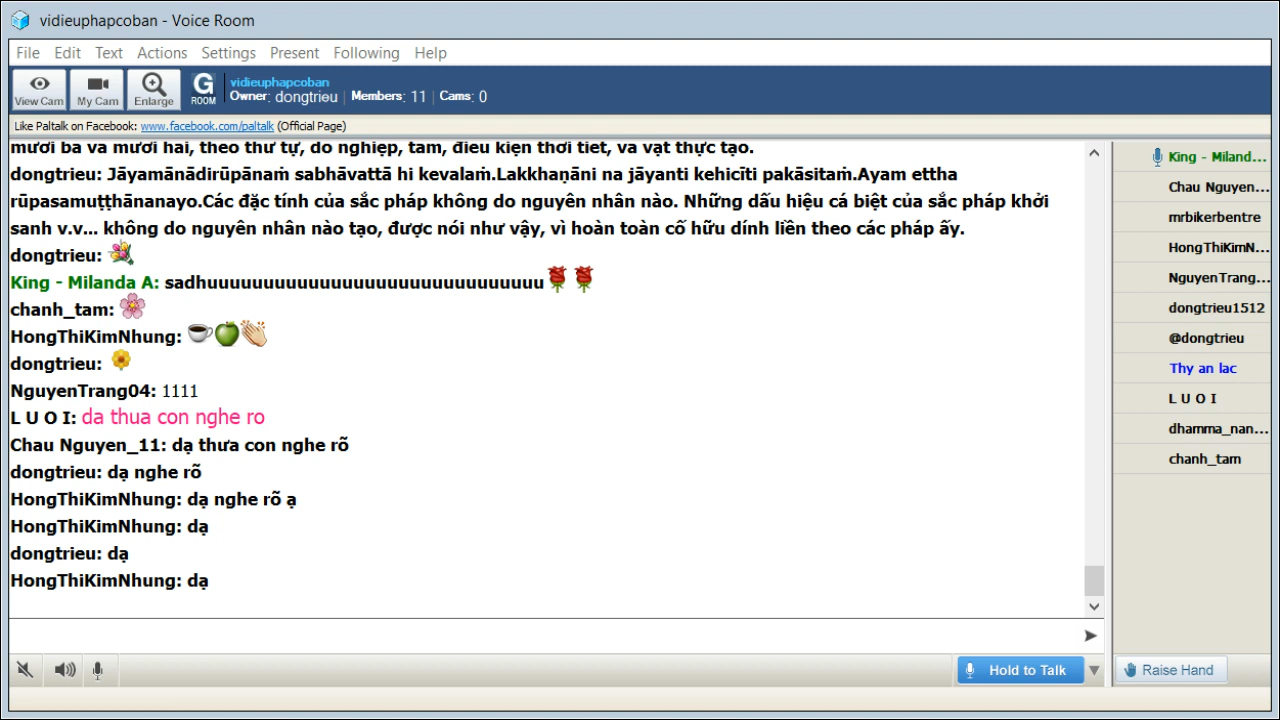 vidieuphapcoban - Voice Room
File Edit Text Actions Settings Present Following Help
View Cam
My Cam
Enlarge
G ROOM
vidieuphapcoban
Owner: dongtrieu | Members: 11 | Cams: 0
Like Paltalk on Facebook: www.facebook.com/paltalk (Official Page)
mươi ba và mươi hai, theo thứ tự, do nghiệp, tâm, điều kiện thời tiết, và vật thực tạo.
dongtrieu: Jāyamānādirūpānaṁ sabhāvattā hi kevalaṁ.Lakkhaṇāni na jāyanti kehicīti pakāsitaṁ.Ayam ettha
rūpasamuṭṭhānanayo.Các đặc tính của sắc pháp không do nguyên nhân nào. Những dấu hiệu cá biệt của sắc pháp khởi
sanh v.v... không do nguyên nhân nào tạo, được nói như vậy, vì hoàn toàn cố hữu dính liền theo các pháp ấy.
dongtrieu: 💐
King - Milanda A: sadhuuuuuuuuuuuuuuuuuuuuuuuuuuuuuu🌹🌹
chanh_tam: 🌸
HongThiKimNhung: ☕🍏👏
dongtrieu: 🌼
NguyenTrang04: 1111
L U O I: da thua con nghe ro
Chau Nguyen_11: dạ thưa con nghe rõ
dongtrieu: dạ nghe rõ
HongThiKimNhung: dạ nghe rõ ạ
HongThiKimNhung: dạ
dongtrieu: dạ
HongThiKimNhung: dạ
King - Miland...
Chau Nguyen...
mrbikerbentre
HongThiKimN...
NguyenTrang...
dongtrieu1512
@dongtrieu
Thy an lac
L U O I
dhamma_nan...
chanh_tam
Hold to Talk
Raise Hand